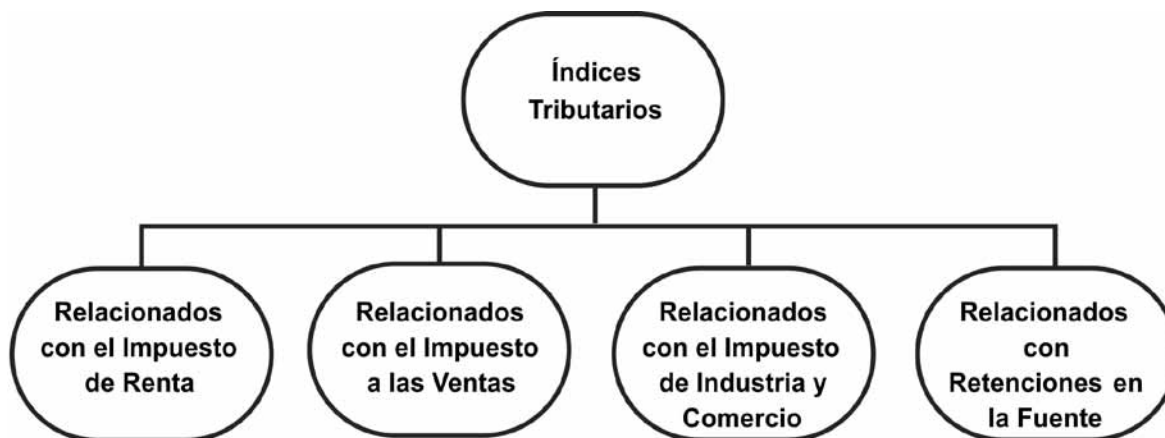 Índices
Tributarios
Relacionados
con el Impuesto
de Renta
Relacionados
con el Impuesto
a las Ventas
Relacionados
con el Impuesto
de Industria y
Comercio
Relacionados
con
Retenciones en
la Fuente